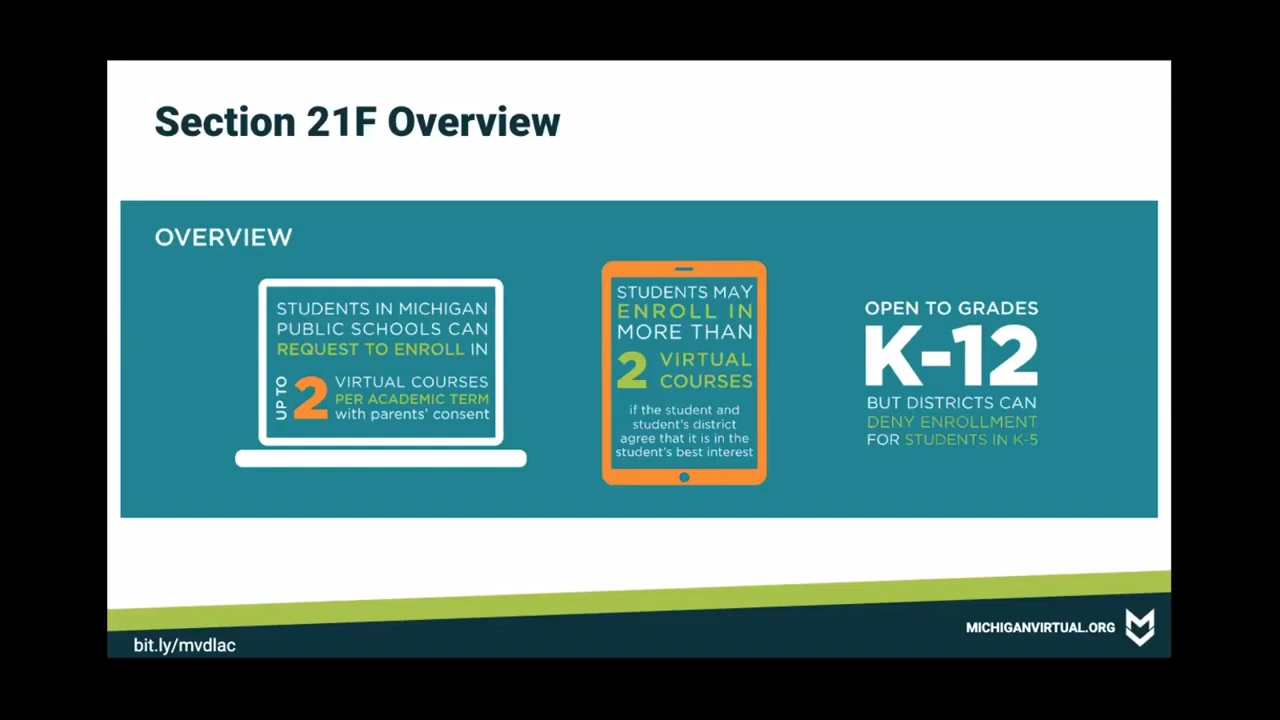 Section 21F Overview
OVERVIEW
STUDENTS IN MICHIGAN
PUBLIC SCHOOLS CAN
REQUEST TO ENROLL IN
UP TO
2
VIRTUAL COURSES
PER ACADEMIC TERM
with parents' consent
STUDENTS MAY
ENROLL IN
MORE THAN
2 VIRTUAL
COURSES
if the student and
student's district
agree that it is in the
student's best interest
OPEN TO GRADES
K-12
BUT DISTRICTS CAN
DENY ENROLLMENT
FOR STUDENTS IN K-5
bit.ly/mvdlac
MICHIGANVIRTUAL.ORG